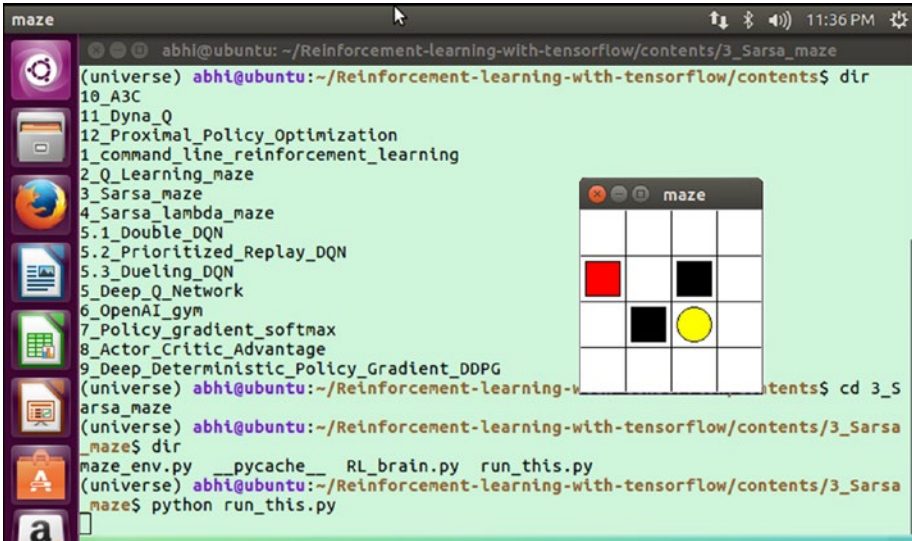 maze
11:36 PM
abhi@ubuntu: ~/Reinforcement-learning-with-tensorflow/contents/3_Sarsa_maze
(universe) abhi@ubuntu:~/Reinforcement-learning-with-tensorflow/contents$ dir
10_A3C
11_Dyna_Q
12_Proximal_Policy_Optimization
1_command_line_reinforcement_learning
2_Q_Learning_maze
3_Sarsa_maze
4_Sarsa_lambda_maze
5.1_Double_DQN
5.2_Prioritized_Replay_DQN
5.3_Dueling_DQN
5_Deep_Q_Network
6_OpenAI_gym
7_Policy_gradient_softmax
8_Actor_Critic_Advantage
9_Deep_Deterministic_Policy_Gradient_DDPG
maze
(universe) abhi@ubuntu:~/Reinforcement-learning-w ntents$ cd 3_S
arsa_maze
(universe) abhi@ubuntu:~/Reinforcement-learning-with-tensorflow/contents/3_Sarsa
_maze$ dir
maze_env.py __pycache__ RL_brain.py run_this.py
(universe) abhi@ubuntu:~/Reinforcement-learning-with-tensorflow/contents/3_Sarsa
_maze$ python run_this.py
A
a